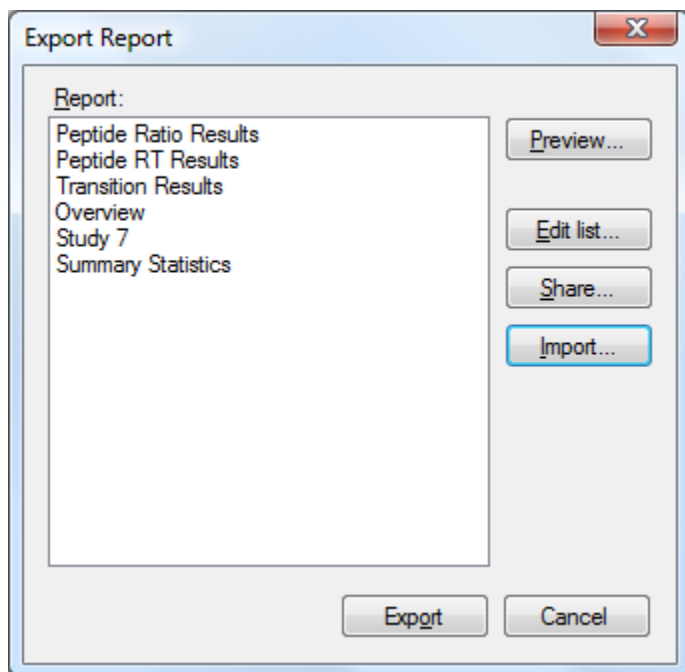 Export Report
Report:
Peptide Ratio Results
Peptide RT Results
Transition Results
Overview
Study 7
Summary Statistics
Preview...
Edit list...
Share...
Import...
Export
Cancel